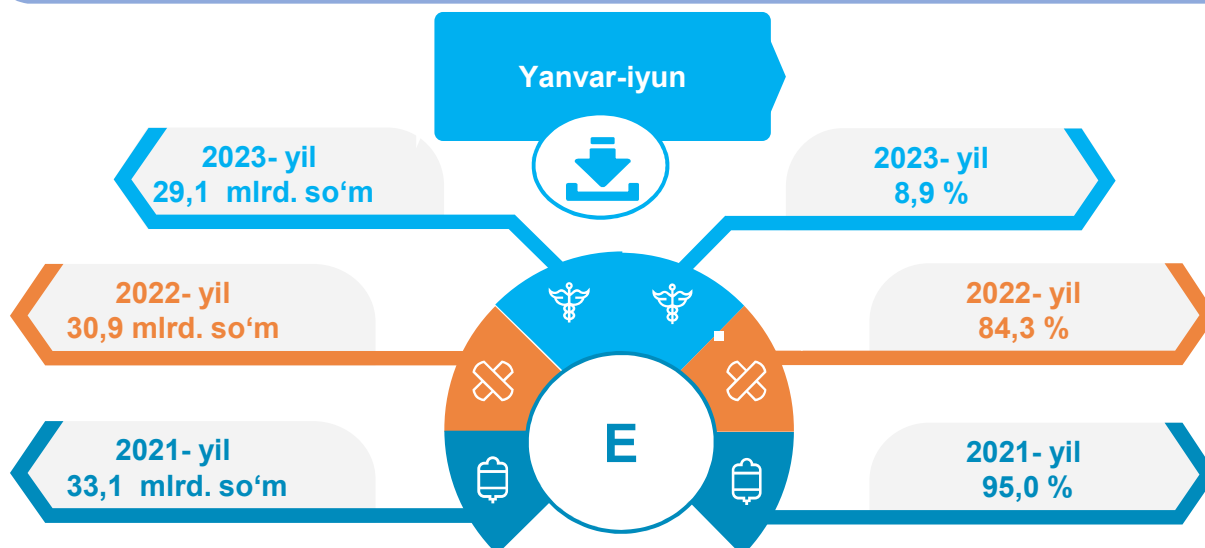 Yanvar-iyun
2023- yil
29,1 mlrd. so‘m
2023- yil
8,9 %
2022- yil
30,9 mlrd. so‘m
2022- yil
84,3 %
2021- yil
33,1 mlrd. so‘m
2021- yil
95,0 %
E